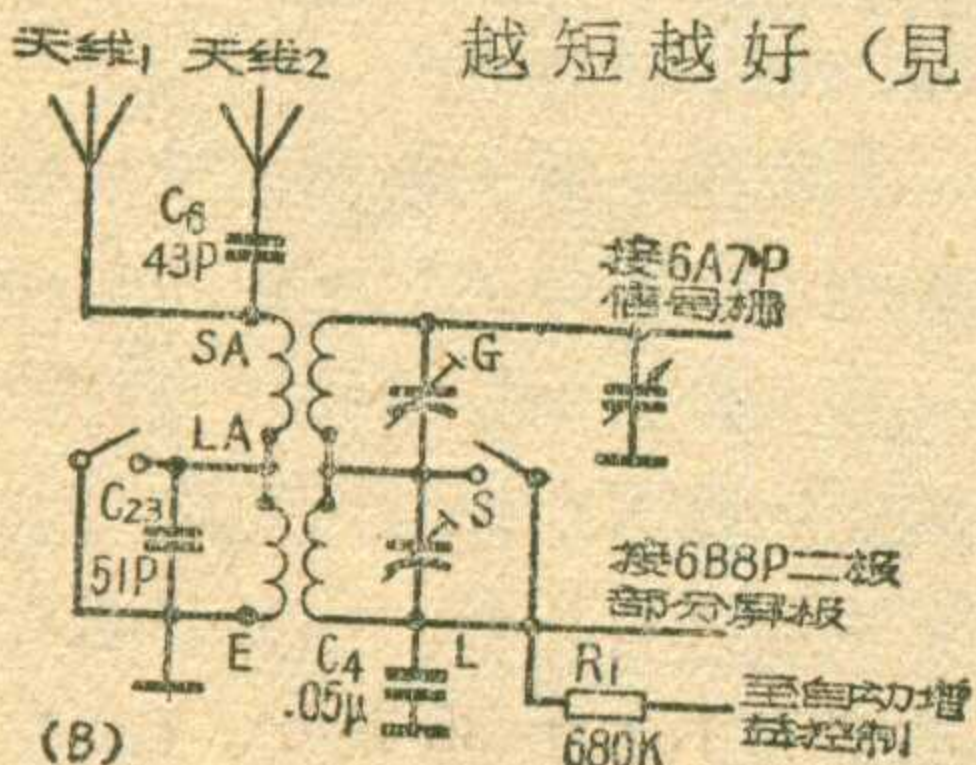 越短越好（見
天线1 天线2
C6
43P
接6A7P
信号栅
SA
G
LA
C23
51P
S
接6B8P二极
部分屏极
E
C4
.05μ
L
R1
680K
至自动增
益控制
(B)